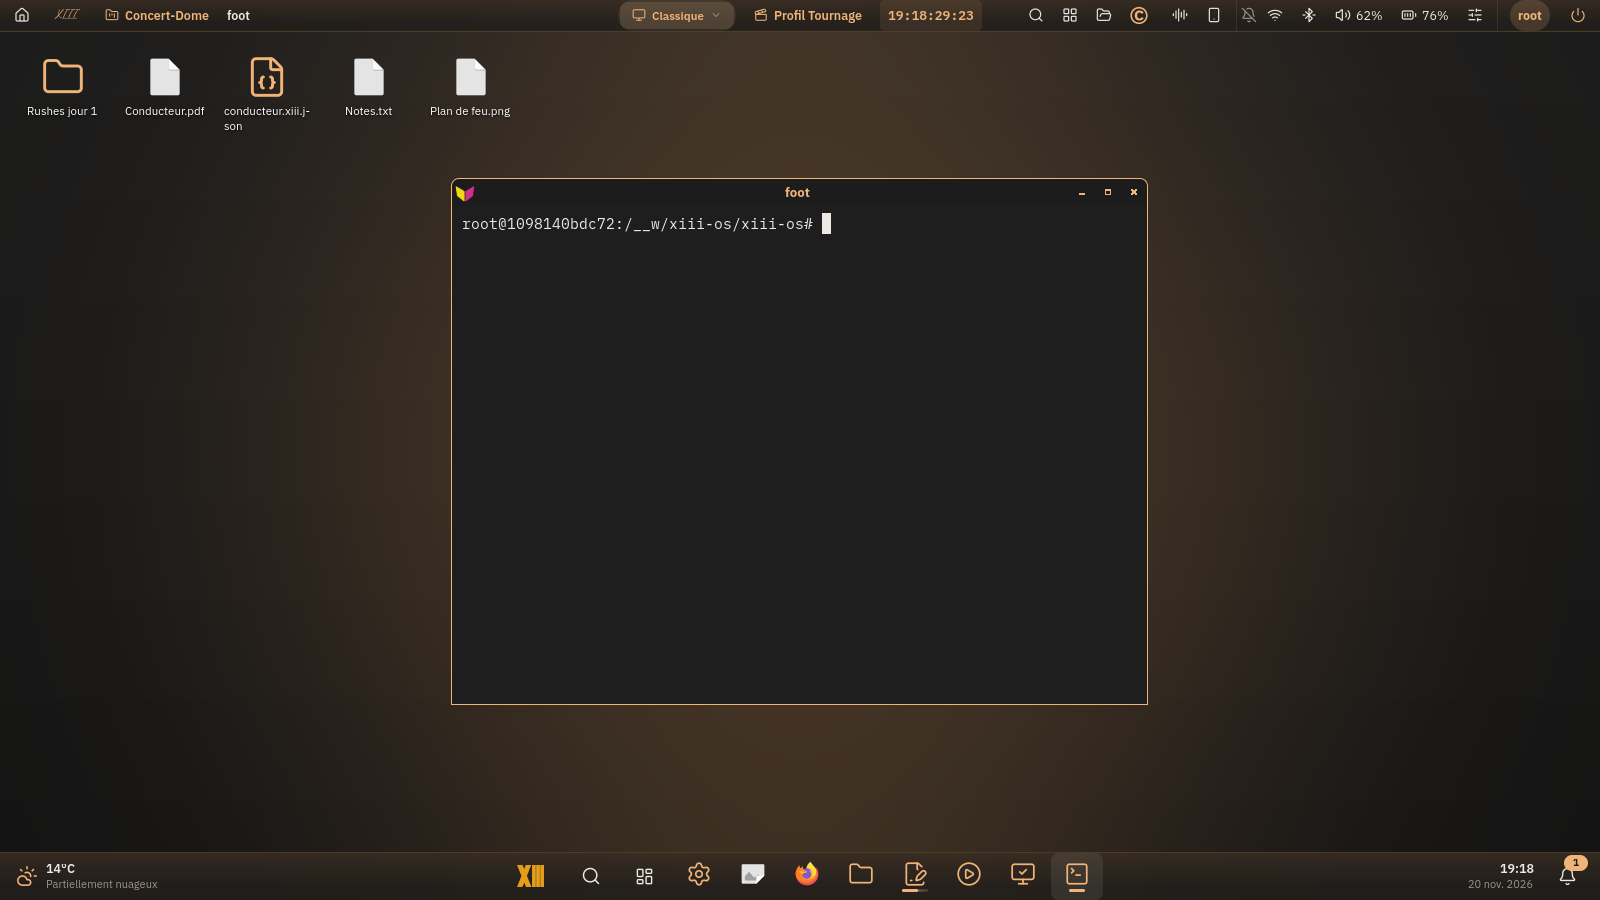 Concert-Dome
foot
Classique
Profil Tournage
19:18:29:23
62%
76%
root
Rushes jour 1
Conducteur.pdf
conducteur.xiii.j-
son
Notes.txt
Plan de feu.png
foot
root@1098140bdc72:/__w/xiii-os/xiii-os#
14°C
Partiellement nuageux
XIII
19:18
20 nov. 2026
1